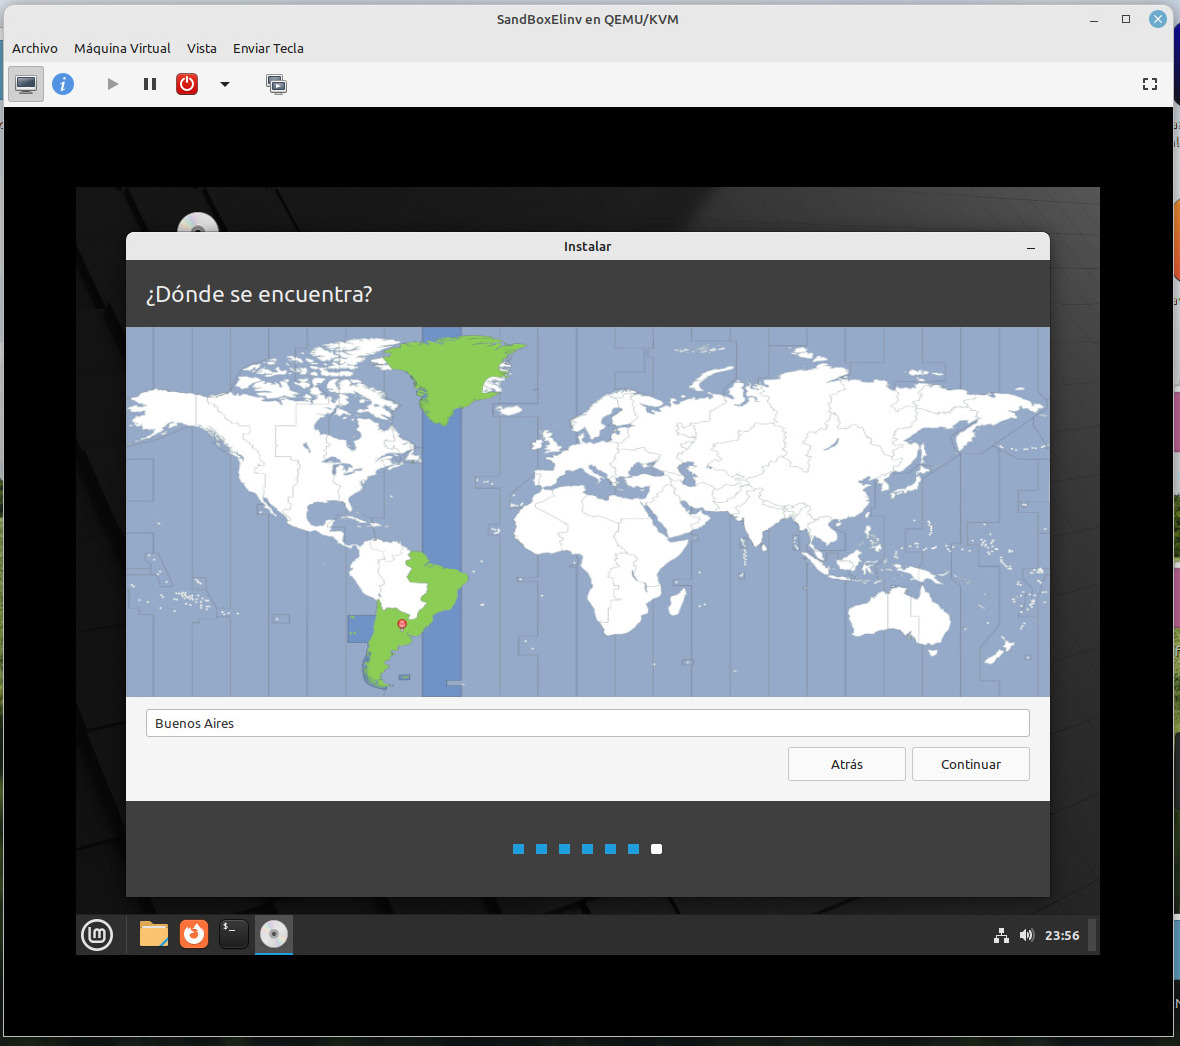 SandBoxElinv en QEMU/KVM
Archivo Máquina Virtual Vista Enviar Tecla
Instalar
¿Dónde se encuentra?
Buenos Aires
Atrás Continuar
$_
23:56